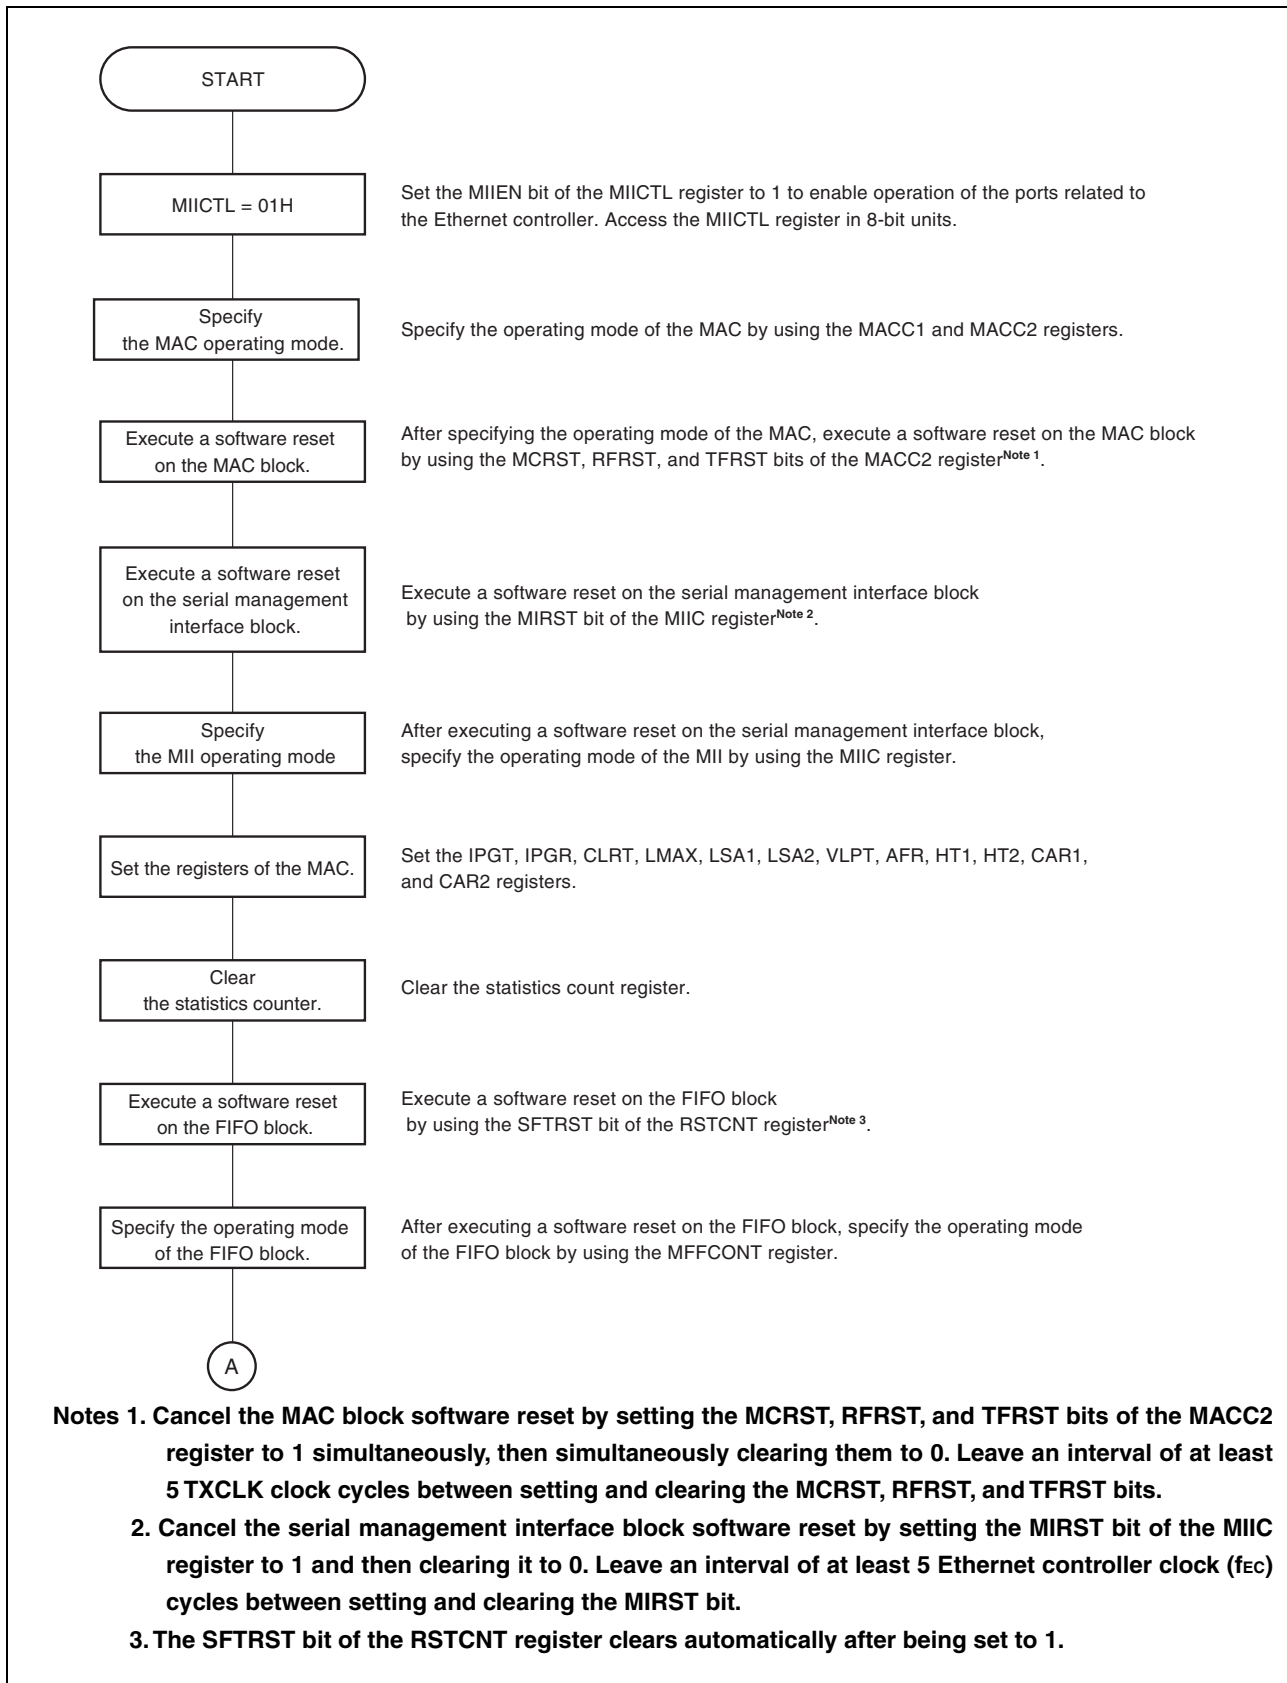 START
MIICTL = 01H
Set the MIIEN bit of the MIICTL register to 1 to enable operation of the ports related to
the Ethernet controller. Access the MIICTL register in 8-bit units.
Specify
the MAC operating mode.
Specify the operating mode of the MAC by using the MACC1 and MACC2 registers.
Execute a software reset
on the MAC block.
After specifying the operating mode of the MAC, execute a software reset on the MAC block
by using the MCRST, RFRST, and TFRST bits of the MACC2 register Note 1.
Execute a software reset
on the serial management
interface block.
Execute a software reset on the serial management interface block
by using the MIRST bit of the MIIC register Note 2.
Specify
the MII operating mode
After executing a software reset on the serial management interface block,
specify the operating mode of the MII by using the MIIC register.
Set the registers of the MAC.
Set the IPGT, IPGR, CLRT, LMAX, LSA1, LSA2, VLPT, AFR, HT1, HT2, CAR1,
and CAR2 registers.
Clear
the statistics counter.
Clear the statistics count register.
Execute a software reset
on the FIFO block.
Execute a software reset on the FIFO block
by using the SFTRST bit of the RSTCNT register Note 3.
Specify the operating mode
of the FIFO block.
After executing a software reset on the FIFO block, specify the operating mode
of the FIFO block by using the MFFCONT register.
A
Notes 1. Cancel the MAC block software reset by setting the MCRST, RFRST, and TFRST bits of the MACC2
register to 1 simultaneously, then simultaneously clearing them to 0. Leave an interval of at least
5 TXCLK clock cycles between setting and clearing the MCRST, RFRST, and TFRST bits.
2. Cancel the serial management interface block software reset by setting the MIRST bit of the MIIC
register to 1 and then clearing it to 0. Leave an interval of at least 5 Ethernet controller clock (fEC)
cycles between setting and clearing the MIRST bit.
3. The SFTRST bit of the RSTCNT register clears automatically after being set to 1.